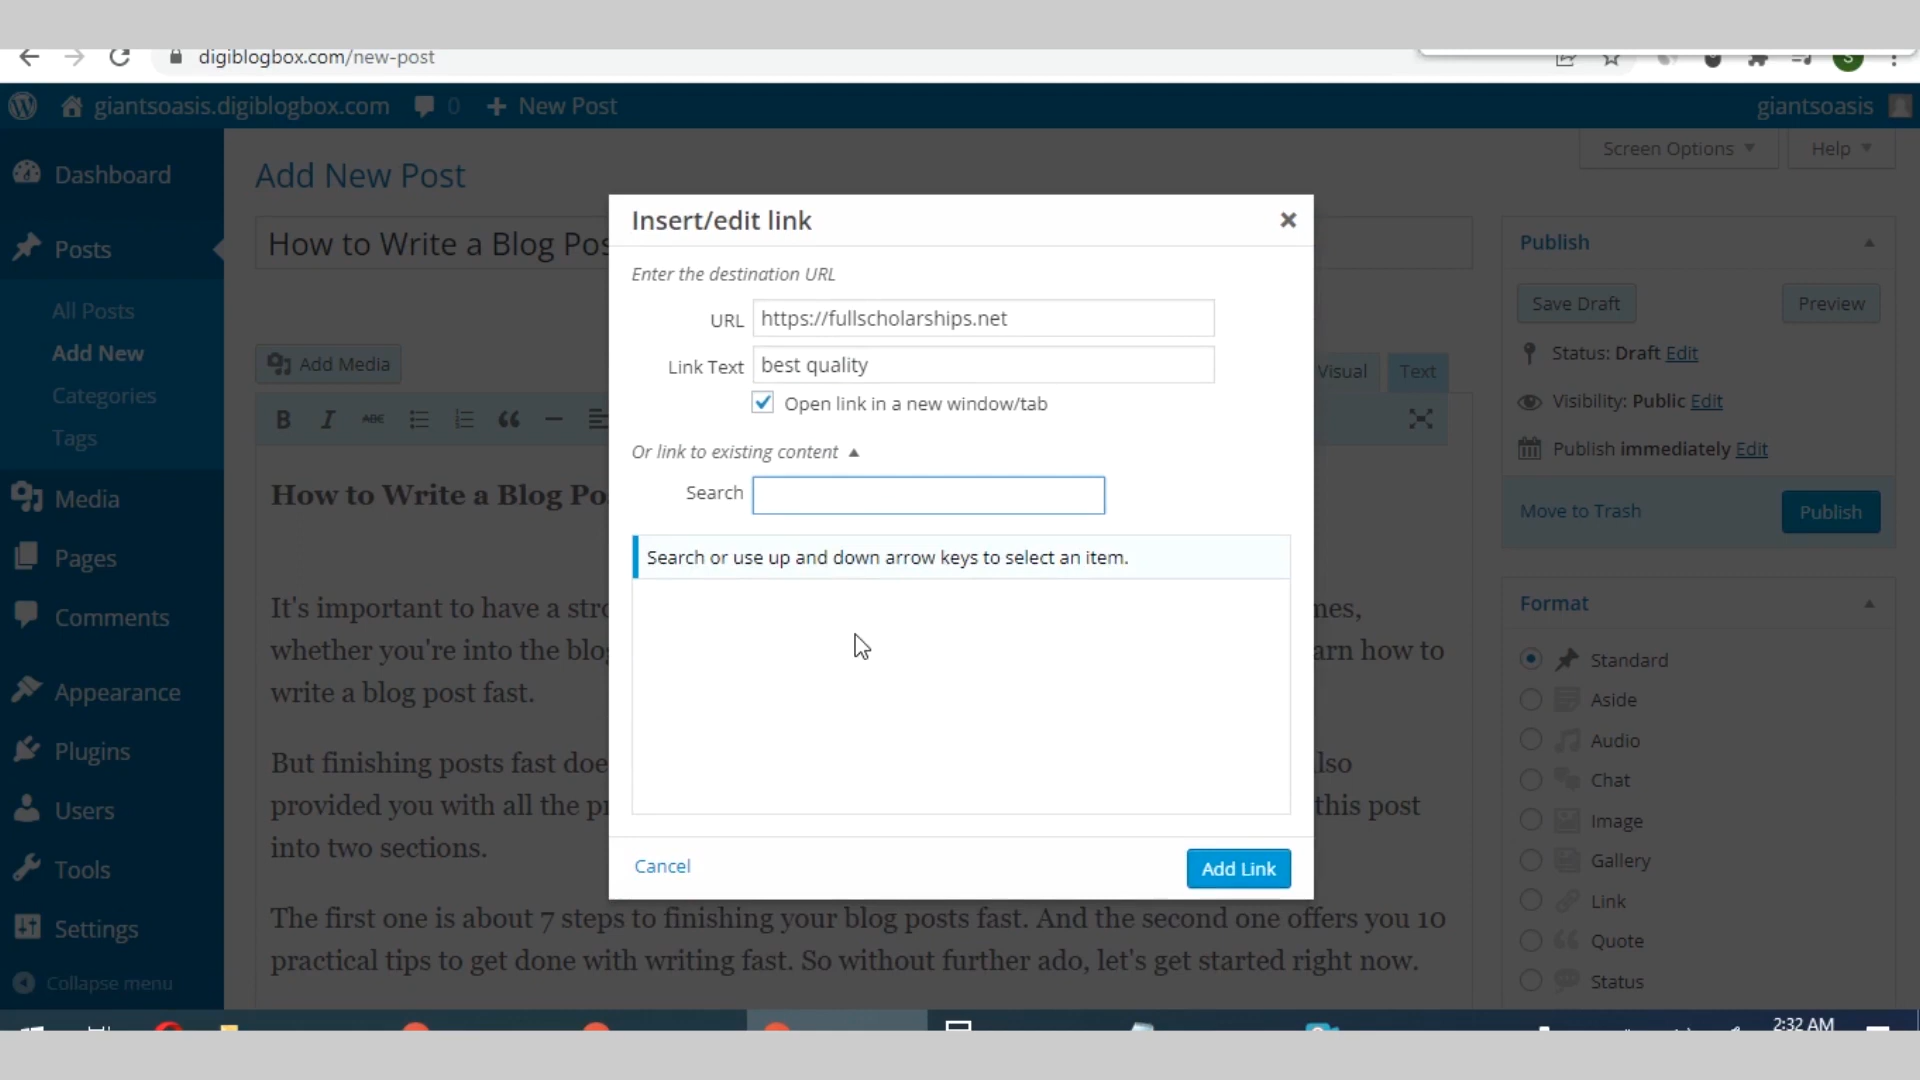 digiblogbox.com/new-post
giantsoasis.digiblogbox.com 0 + New Post giantsoasis
Dashboard
Posts
All Posts
Add New
Categories
Tags
Media
Pages
Comments
Appearance
Plugins
Users
Tools
Settings
Collapse menu
Screen Options Help
Add New Post
How to Write a Blog Pos
Add Media
Visual Text
B I ABC
How to Write a Blog Po
It's important to have a stro
whether you're into the blo arn how to
write a blog post fast.
But finishing posts fast doe lso
provided you with all the pr this post
into two sections.
The first one is about 7 steps to finishing your blog posts fast. And the second one offers you 10
practical tips to get done with writing fast. So without further ado, let's get started right now.
Insert/edit link
Enter the destination URL
URL https://fullscholarships.net
Link Text best quality
Open link in a new window/tab
Or link to existing content
Search
Search or use up and down arrow keys to select an item.
Cancel Add Link
Publish
Save Draft Preview
Status: Draft Edit
Visibility: Public Edit
Publish immediately Edit
Move to Trash Publish
Format
Standard
Aside
Audio
Chat
Image
Gallery
Link
Quote
Status
2:32 AM